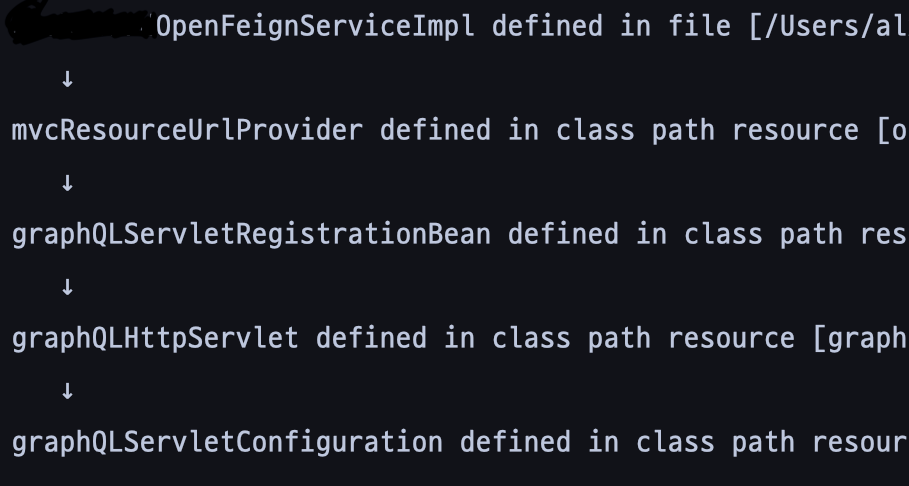 OpenFeignServiceImpl defined in file [/Users/al
↓
mvcResourceUrlProvider defined in class path resource [o
↓
graphQLServletRegistrationBean defined in class path res
↓
graphQLHttpServlet defined in class path resource [graph
↓
graphQLServletConfiguration defined in class path resour